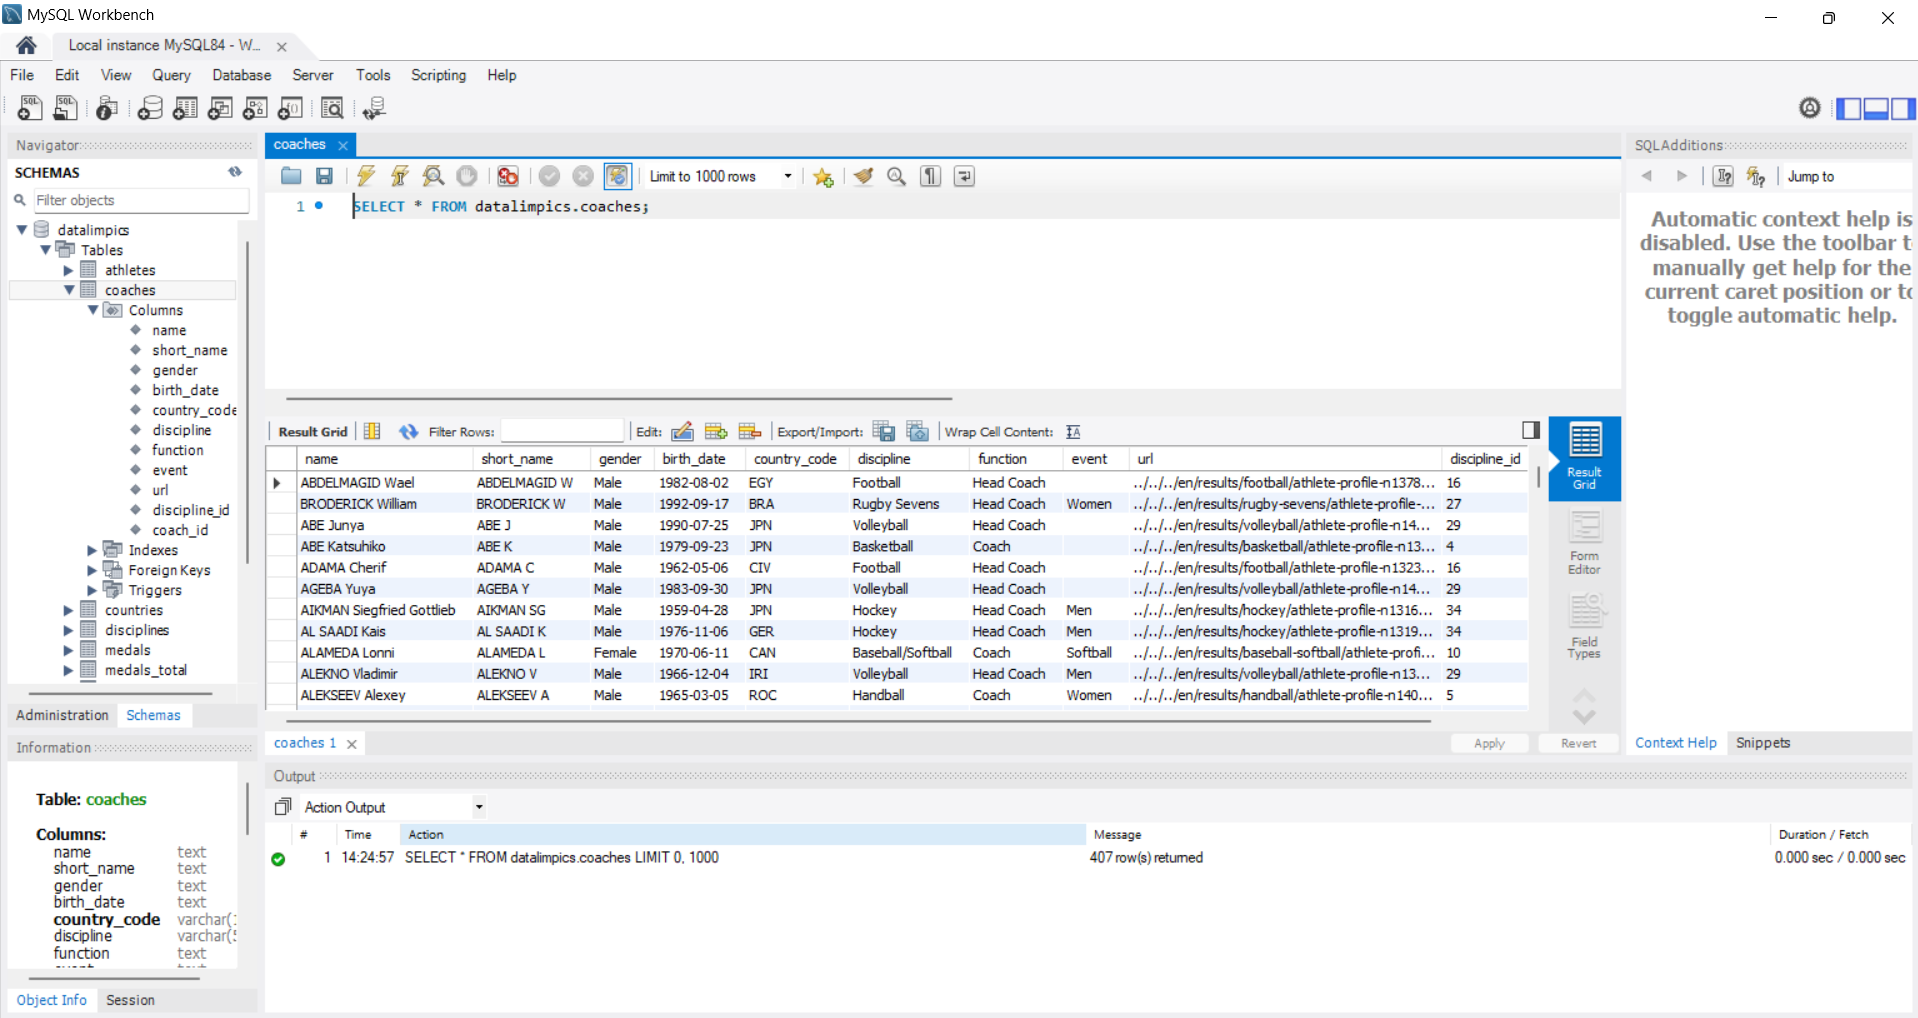 MySQL Workbench
Local instance MySQL84 - W...
File Edit View Query Database Server Tools Scripting Help
Navigator
SCHEMAS
Filter objects
datalimpics
Tables
athletes
coaches
Columns
name
short_name
gender
birth_date
country_code
discipline
function
event
url
discipline_id
coach_id
Indexes
Foreign Keys
Triggers
countries
disciplines
medals
medals_total
Administration Schemas
Information
Table: coaches
Columns:
name text
short_name text
gender text
birth_date text
country_code varchar(
discipline varchar(
function text
Object Info Session
coaches
Limit to 1000 rows
1 SELECT * FROM datalimpics.coaches;
Result Grid Filter Rows: Edit: Export/Import: Wrap Cell Content:
name short_name gender birth_date country_code discipline function event url discipline_id
ABDELMAGID Wael ABDELMAGID W Male 1982-08-02 EGY Football Head Coach ../../../en/results/football/athlete-profile-n1378... 16
BRODERICK William BRODERICK W Male 1992-09-17 BRA Rugby Sevens Head Coach Women ../../../en/results/rugby-sevens/athlete-profile-... 27
ABE Junya ABE J Male 1990-07-25 JPN Volleyball Head Coach ../../../en/results/volleyball/athlete-profile-n14... 29
ABE Katsuhiko ABE K Male 1979-09-23 JPN Basketball Coach ../../../en/results/basketball/athlete-profile-n13... 4
ADAMA Cherif ADAMA C Male 1962-05-06 CIV Football Head Coach ../../../en/results/football/athlete-profile-n1323... 16
AGEBA Yuya AGEBA Y Male 1983-09-30 JPN Volleyball Head Coach ../../../en/results/volleyball/athlete-profile-n14... 29
AIKMAN Siegfried Gottlieb AIKMAN SG Male 1959-04-28 JPN Hockey Head Coach Men ../../../en/results/hockey/athlete-profile-n1316... 34
AL SAADI Kais AL SAADI K Male 1976-11-06 GER Hockey Head Coach Men ../../../en/results/hockey/athlete-profile-n1319... 34
ALAMEDA Lonni ALAMEDA L Female 1970-06-11 CAN Baseball/Softball Coach Softball ../../../en/results/baseball-softball/athlete-profi... 10
ALEKNO Vladimir ALEKNO V Male 1966-12-04 IRI Volleyball Head Coach Men ../../../en/results/volleyball/athlete-profile-n13... 29
ALEKSEEV Alexey ALEKSEEV A Male 1965-03-05 ROC Handball Coach Women ../../../en/results/handball/athlete-profile-n140... 5
Result
Grid
Form
Editor
Field
Types
coaches 1 Apply Revert
Output
Action Output
# Time Action Message Duration / Fetch
1 14:24:57 SELECT * FROM datalimpics.coaches LIMIT 0, 1000 407 row(s) returned 0.000 sec / 0.000 sec
SQLAdditions
Jump to
Automatic context help is
disabled. Use the toolbar t
manually get help for the
current caret position or to
toggle automatic help.
Context Help Snippets